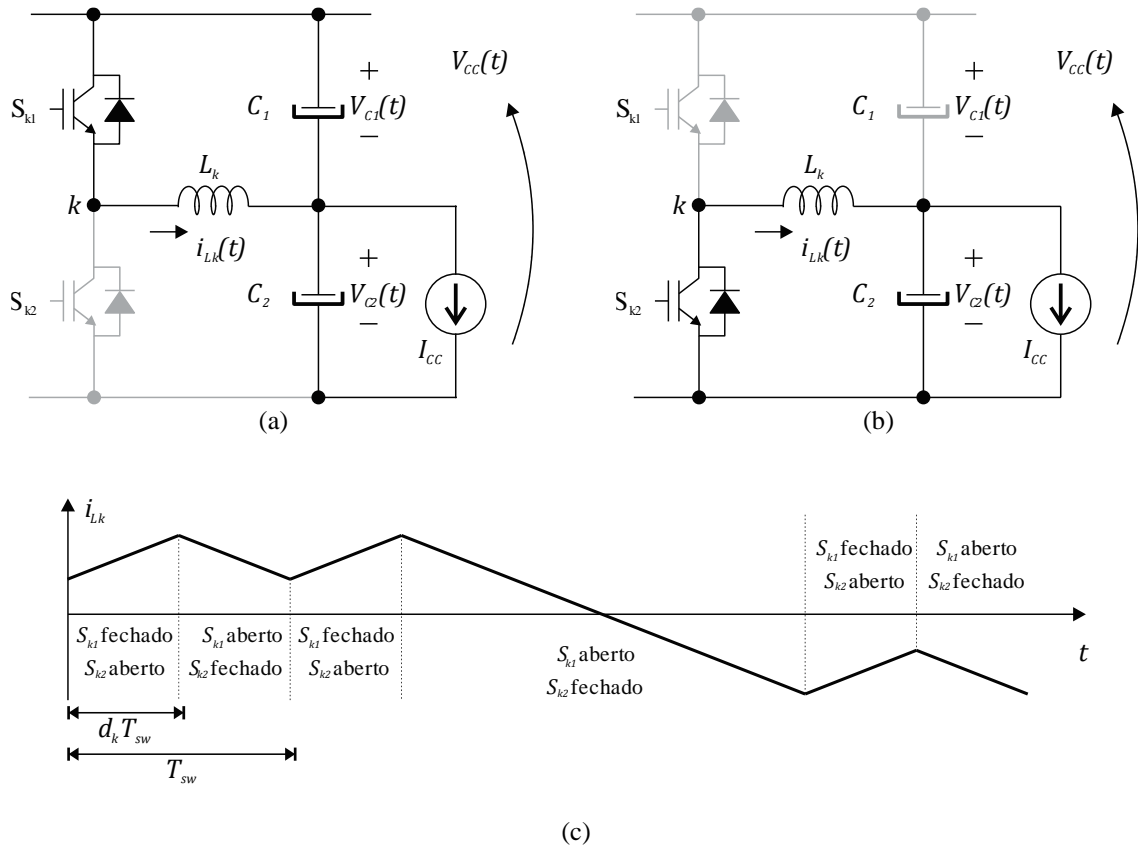 S_k1
C_1
+
V_C1(t)
−
V_CC(t)
L_k
k
i_Lk(t)
S_k2
C_2
+
V_C2(t)
−
I_CC
(a)
S_k1
C_1
+
V_C1(t)
−
V_CC(t)
L_k
k
i_Lk(t)
S_k2
C_2
+
V_C2(t)
−
I_CC
(b)
i_Lk
S_k1 fechado
S_k2 aberto
S_k1 aberto
S_k2 fechado
S_k1 fechado
S_k2 aberto
S_k1 aberto
S_k2 fechado
S_k1 fechado
S_k2 aberto
S_k1 aberto
S_k2 fechado
t
d_k T_sw
T_sw
(c)